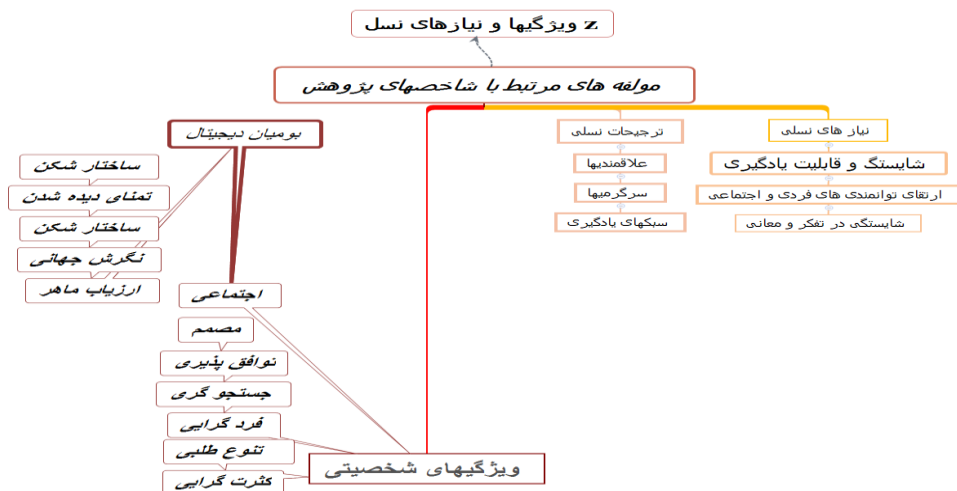 ویژگیها و نیازهای نسل z
مولفه های مرتبط با شاخصهای پژوهش
نیاز های نسلی
شایستگ و قابلیت یادگیری
ارتقای توانمندی های فردی و اجتماعی
شایستگی در تفکر و معانی
ترجیحات نسلی
علاقمندیها
سرگرمیها
سبکهای یادگیری
بومیان دیجیتال
ساختار شکن
تمنای دیده شدن
ساختار شکن
نگرش جهانی
ارزیاب ماهر
اجتماعی
مصمم
توافق پذیری
جستجو گری
فرد گرایی
تنوع طلبی
کثرت گرایی
ویژگیهای شخصیتی